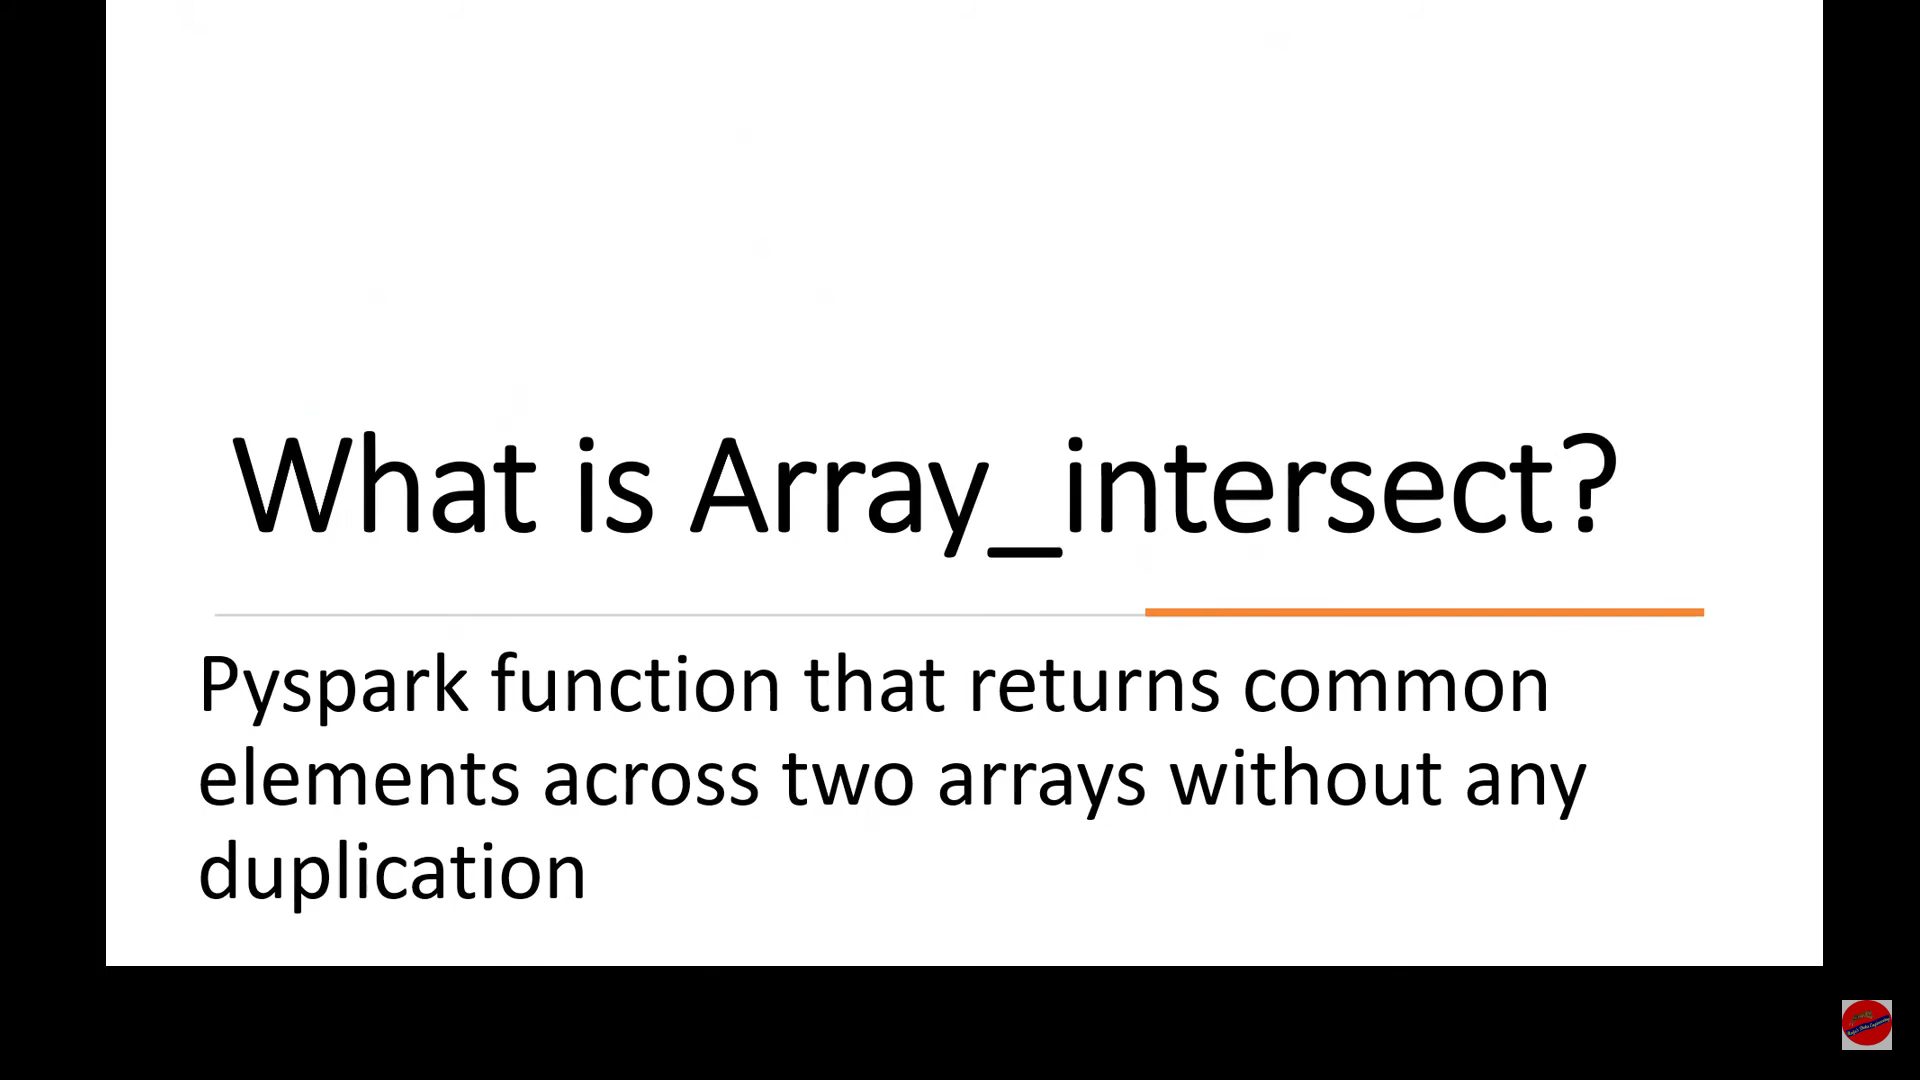 What is Array_intersect?
Pyspark function that returns common
elements across two arrays without any
duplication